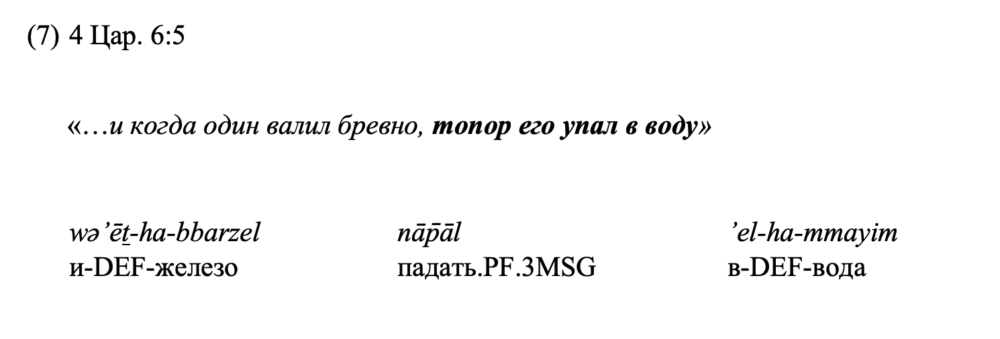 (7) 4 Цар. 6:5
«…и когда один валил бревно, топор его упал в воду»
wəʼēṯ-ha-bbarzel nāp̄āl ʼel-ha-mmayim
и-DEF-железо падать.PF.3MSG в-DEF-вода